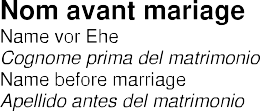 Nom avant mariage
Name vor Ehe
Cognome prima del matrimonio
Name before marriage
Apellido antes del matrimonio